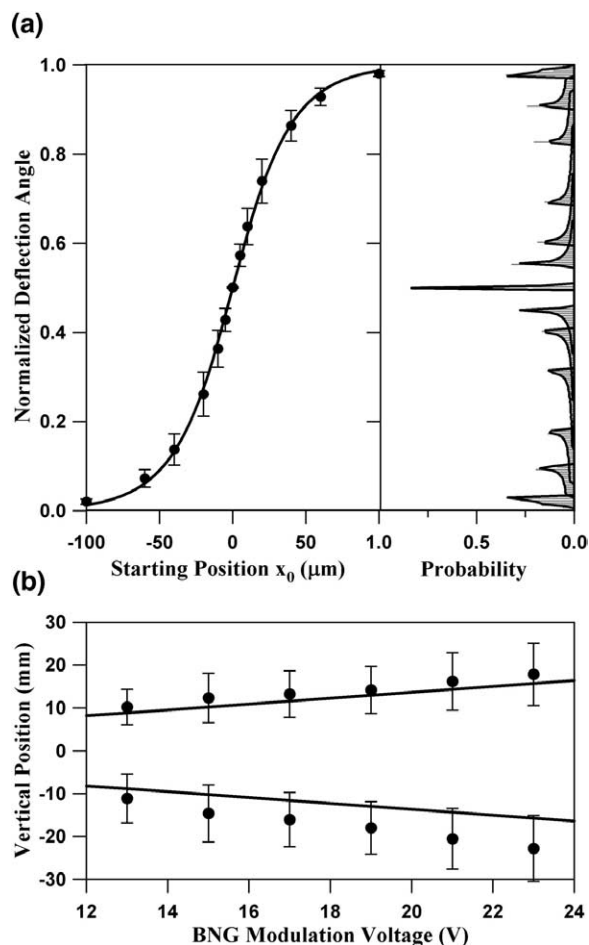 (a)
Normalized Deflection Angle
1.0
0.8
0.6
0.4
0.2
0.0
-100 -50 0 50 1.0 0.5 0.0
Starting Position x₀ (μm) Probability
(b)
Vertical Position (mm)
30
20
10
0
-10
-20
-30
12 14 16 18 20 22 24
BNG Modulation Voltage (V)